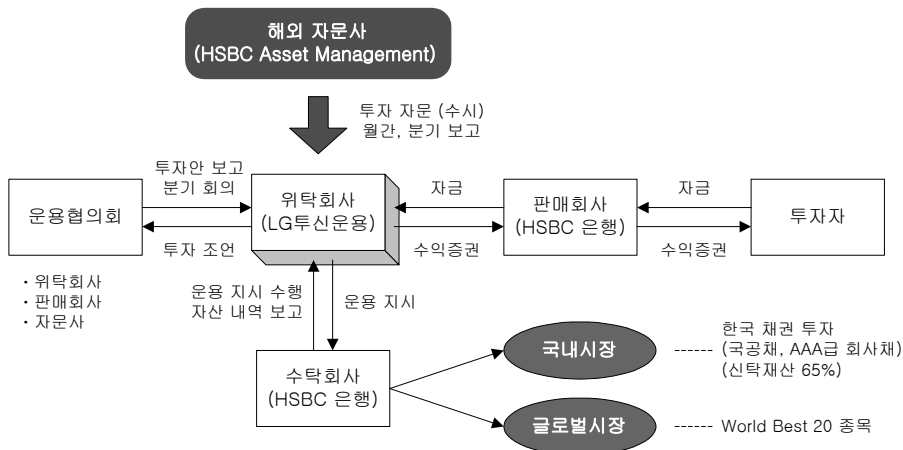 해외 자문사
(HSBC Asset Management)
투자 자문 (수시)
월간, 분기 보고
투자안 보고
분기 회의
운용협의회
투자 조언
위탁회사
(LG투신운용)
자금
수익증권
판매회사
(HSBC 은행)
자금
수익증권
투자자
· 위탁회사
· 판매회사
· 자문사
운용 지시 수행
자산 내역 보고
운용 지시
수탁회사
(HSBC 은행)
국내시장
한국 채권 투자
(국공채, AAA급 회사채)
(신탁재산 65%)
글로벌시장
World Best 20 종목